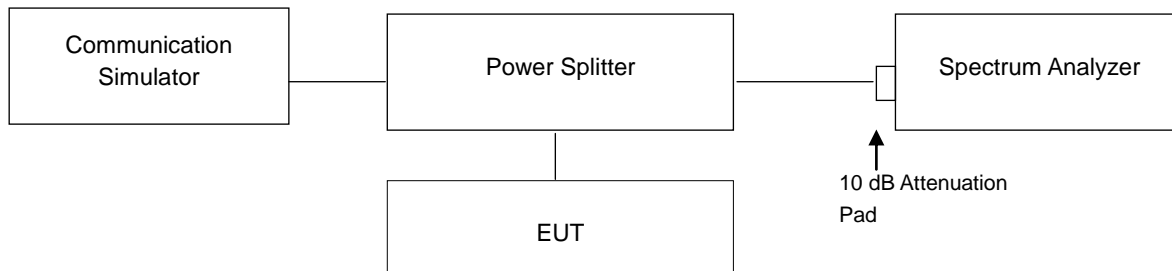 Communication
Simulator
Power Splitter
Spectrum Analyzer
10 dB Attenuation
Pad
EUT